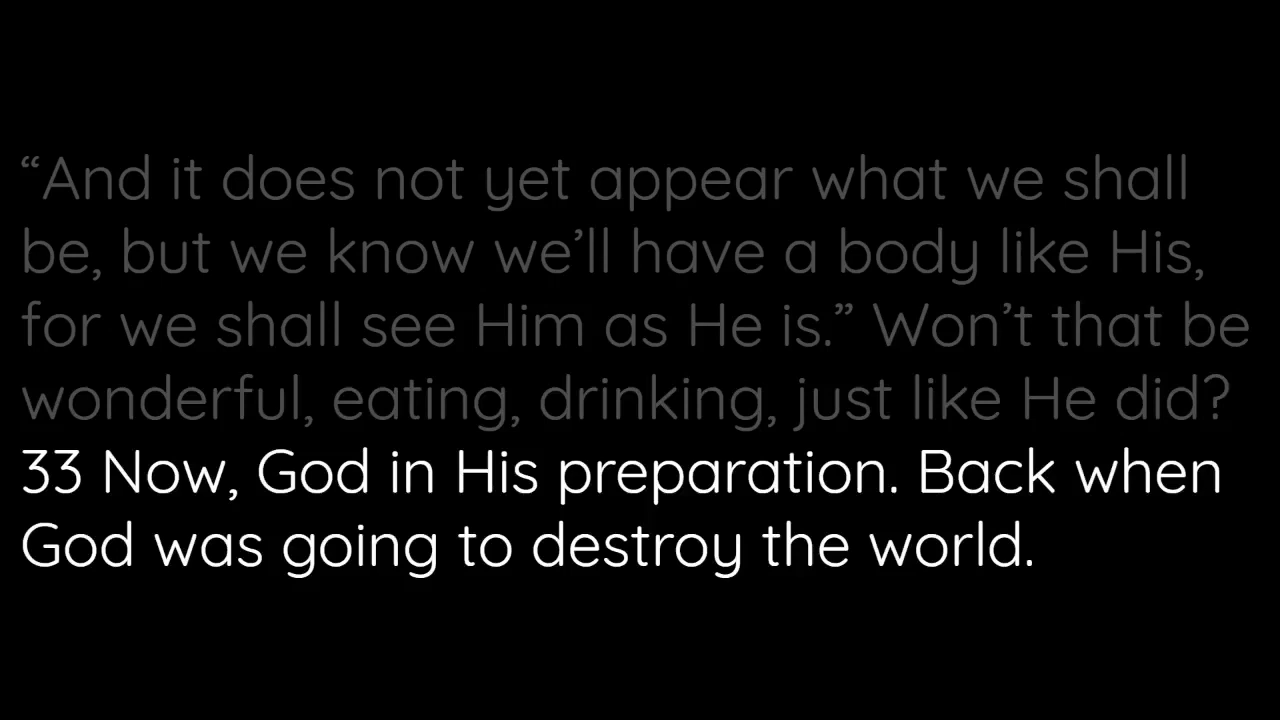 “And it does not yet appear what we shall
be, but we know we’ll have a body like His,
for we shall see Him as He is.” Won’t that be
wonderful, eating, drinking, just like He did?
33 Now, God in His preparation. Back when
God was going to destroy the world.